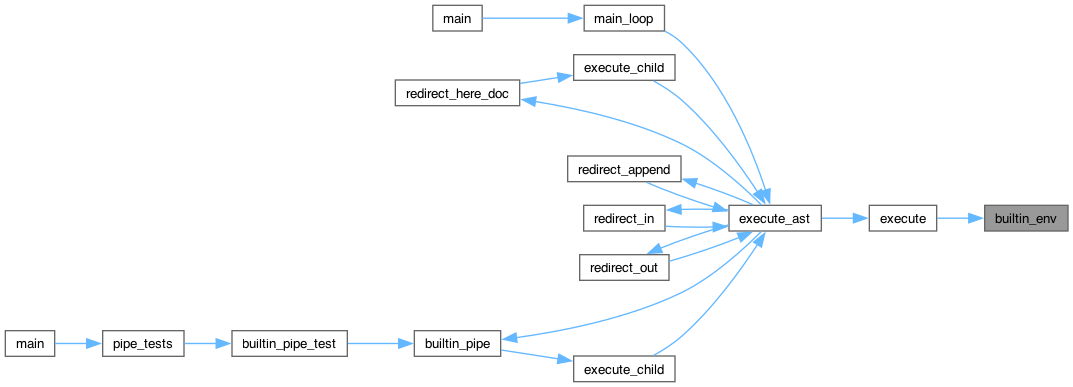 main
main_loop
execute_child
redirect_here_doc
redirect_append
redirect_in
execute_ast
execute
builtin_env
redirect_out
main
pipe_tests
builtin_pipe_test
builtin_pipe
execute_child